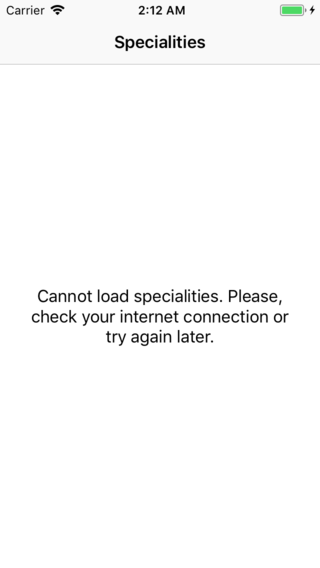 Carrier 2:12 AM
Specialities
Cannot load specialities. Please,
check your internet connection or
try again later.